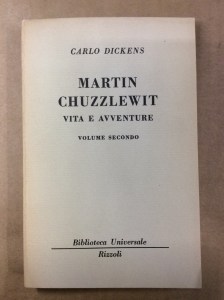 CARLO DICKENS
MARTIN
CHUZZLEWIT
VITA E AVVENTURE
VOLUME SECONDO
Biblioteca Universale
Rizzoli